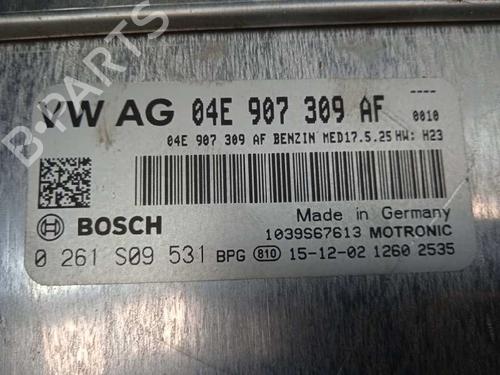 VW AG 04E 907 309 AF ---- 0010
04E 907 309 AF BENZIN MED17.5.25 HW: H23
BOSCH
Made in Germany
1039S67613 MOTRONIC
0 261 S09 531 BPG 810 15-12-02 1260 2535
B-PARTS